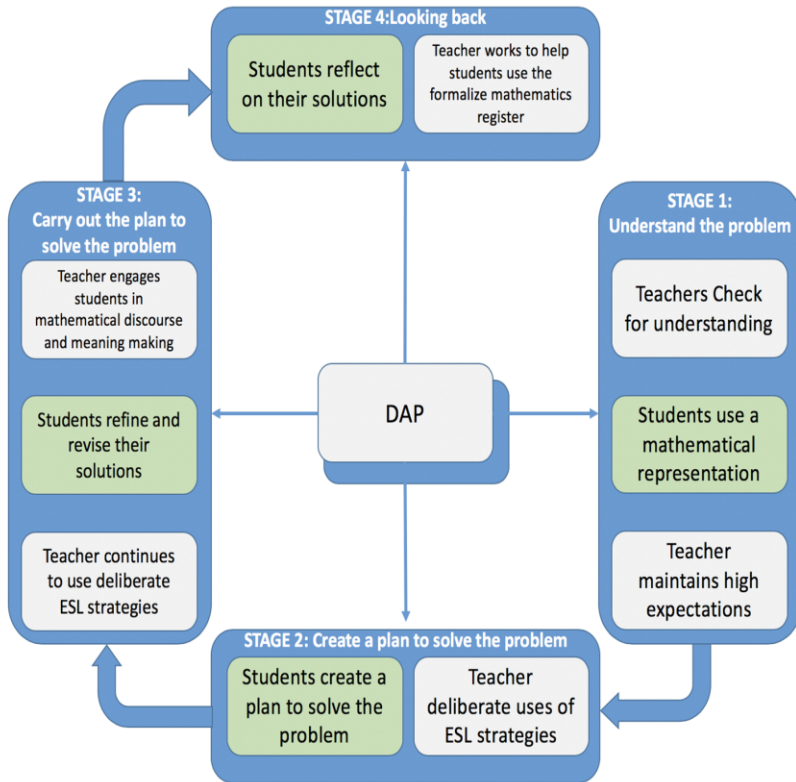 STAGE 4:Looking back
Students reflect
on their solutions
Teacher works to help
students use the
formalize mathematics
register
STAGE 3:
Carry out the plan to
solve the problem
Teacher engages
students in
mathematical discourse
and meaning making
Students refine and
revise their
solutions
Teacher continues
to use deliberate
ESL strategies
DAP
STAGE 1:
Understand the problem
Teachers Check
for understanding
Students use a
mathematical
representation
Teacher
maintains high
expectations
STAGE 2: Create a plan to solve the problem
Students create a
plan to solve the
problem
Teacher
deliberate uses of
ESL strategies